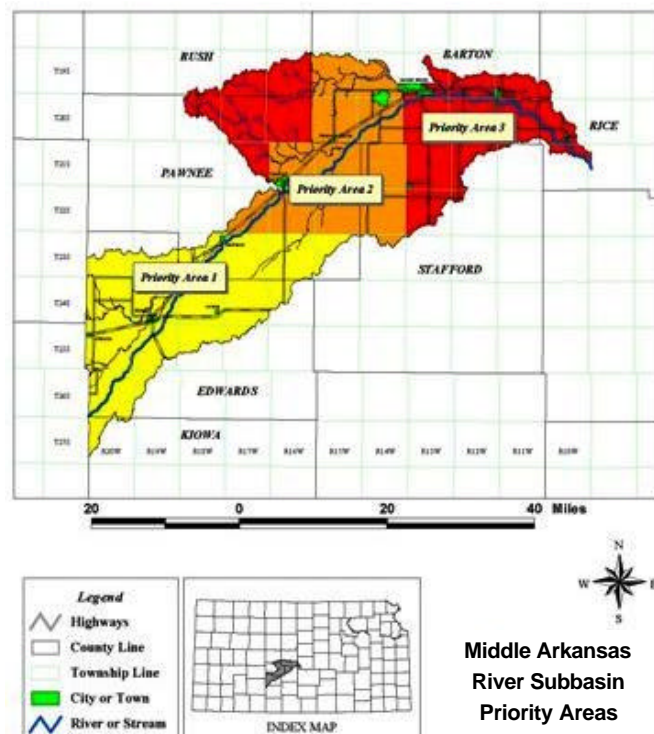 RUSH
BARTON
RICE
PAWNEE
STAFFORD
EDWARDS
KIOWA
Priority Area 3
Priority Area 2
Priority Area 1
20 0 20 40 Miles
N
W
S
Legend
Highways
County Line
Township Line
City or Town
River or Stream
INDEX MAP
Middle Arkansas
River Subbasin
Priority Areas